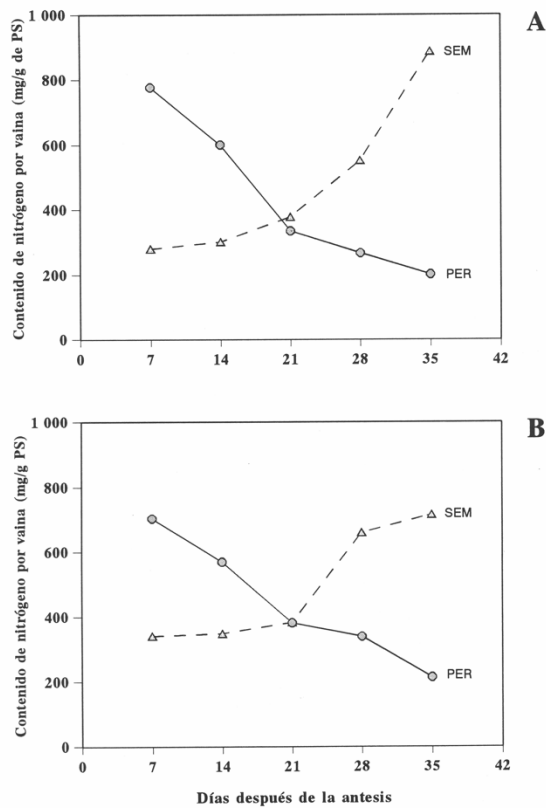 A
Contenido de nitrógeno por vaina (mg/g de PS)
1 000
800
600
400
200
0
SEM
PER
0 7 14 21 28 35 42
B
Contenido de nitrógeno por vaina (mg/g PS)
1 000
800
600
400
200
0
SEM
PER
0 7 14 21 28 35 42
Días después de la antesis